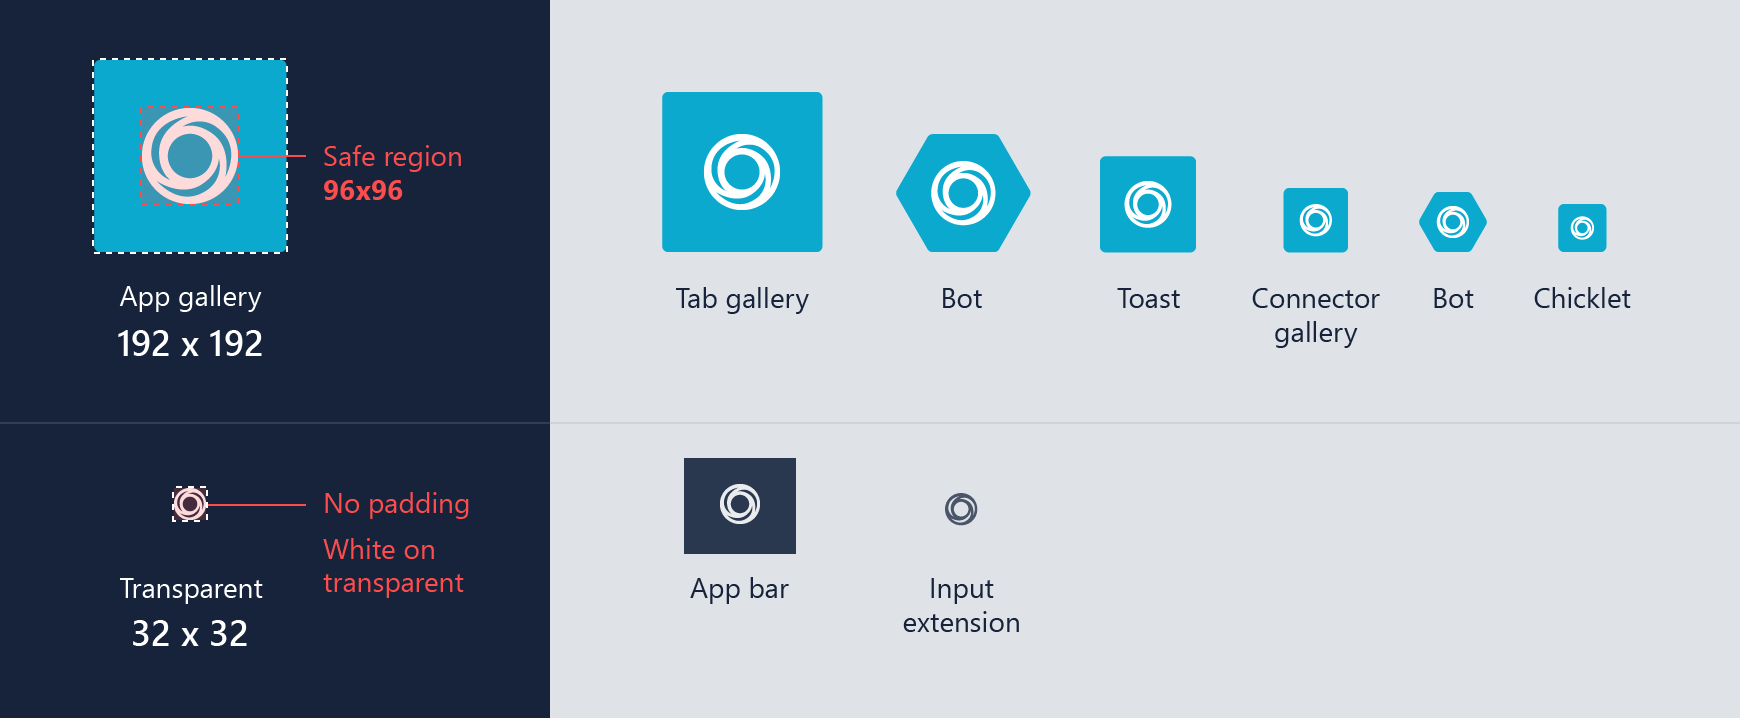 Safe region
96x96
App gallery
192 x 192
Tab gallery
Bot
Toast
Connector
gallery
Bot
Chicklet
No padding
White on
transparent
Transparent
32 x 32
App bar
Input
extension